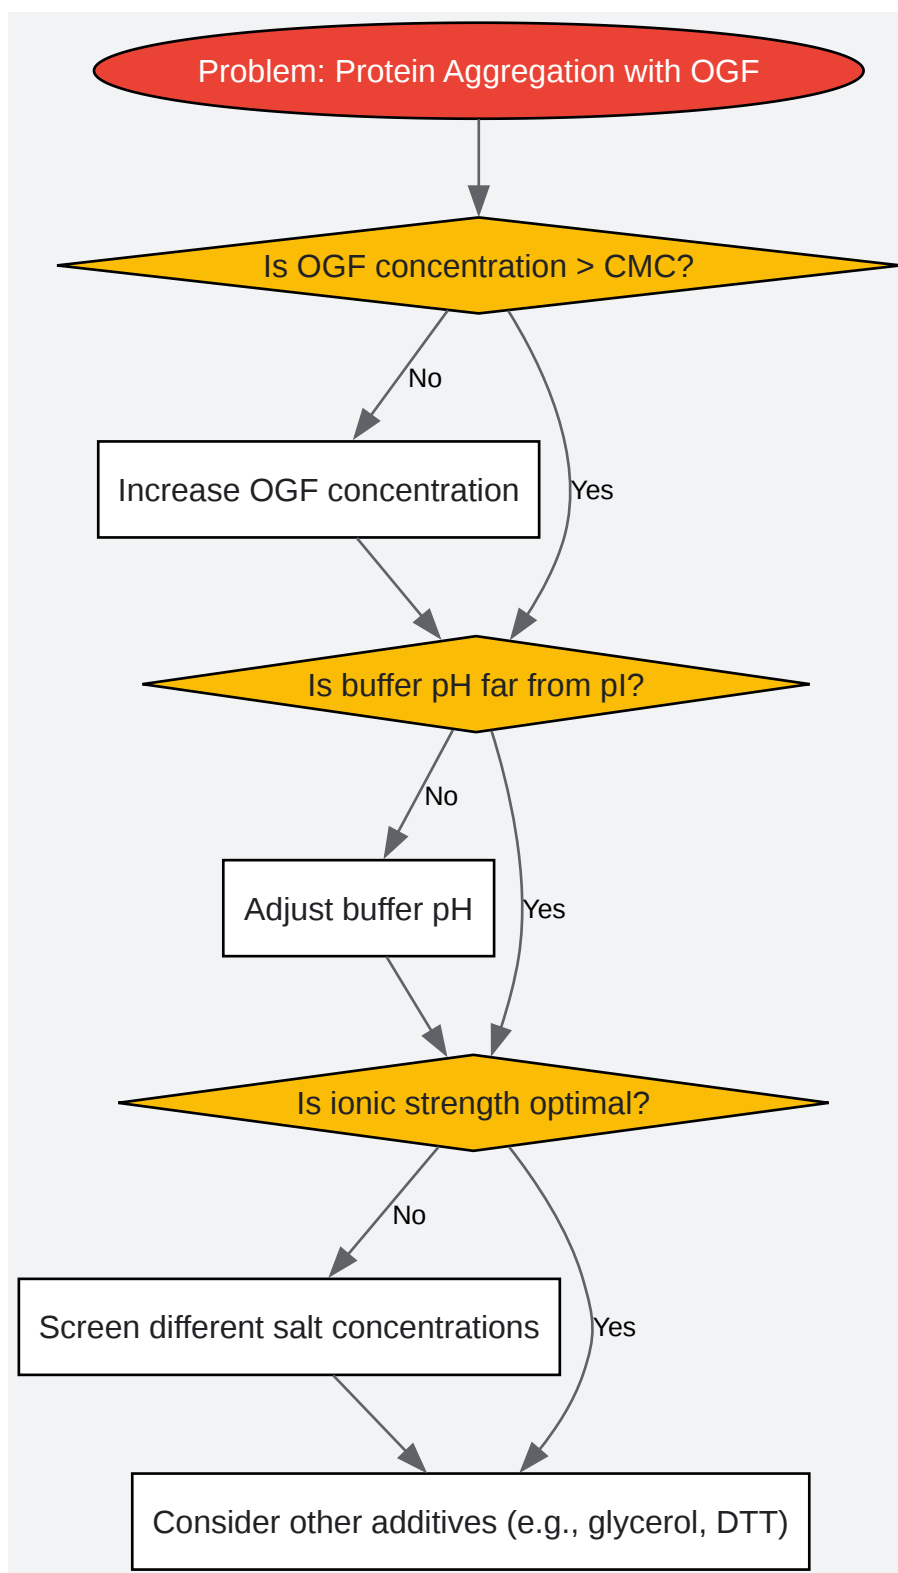 Problem: Protein Aggregation with OGF
Is OGF concentration > CMC?
No
Increase OGF concentration
Yes
Is buffer pH far from pI?
No
Adjust buffer pH
Yes
Is ionic strength optimal?
No
Screen different salt concentrations
Yes
Consider other additives (e.g., glycerol, DTT)